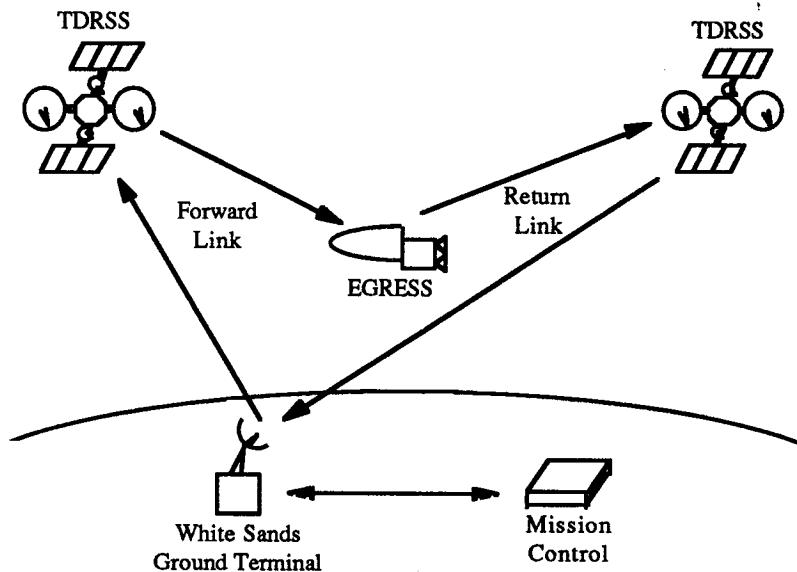 TDRSS
TDRSS
Forward
Link
Return
Link
EGRESS
White Sands
Ground Terminal
Mission
Control